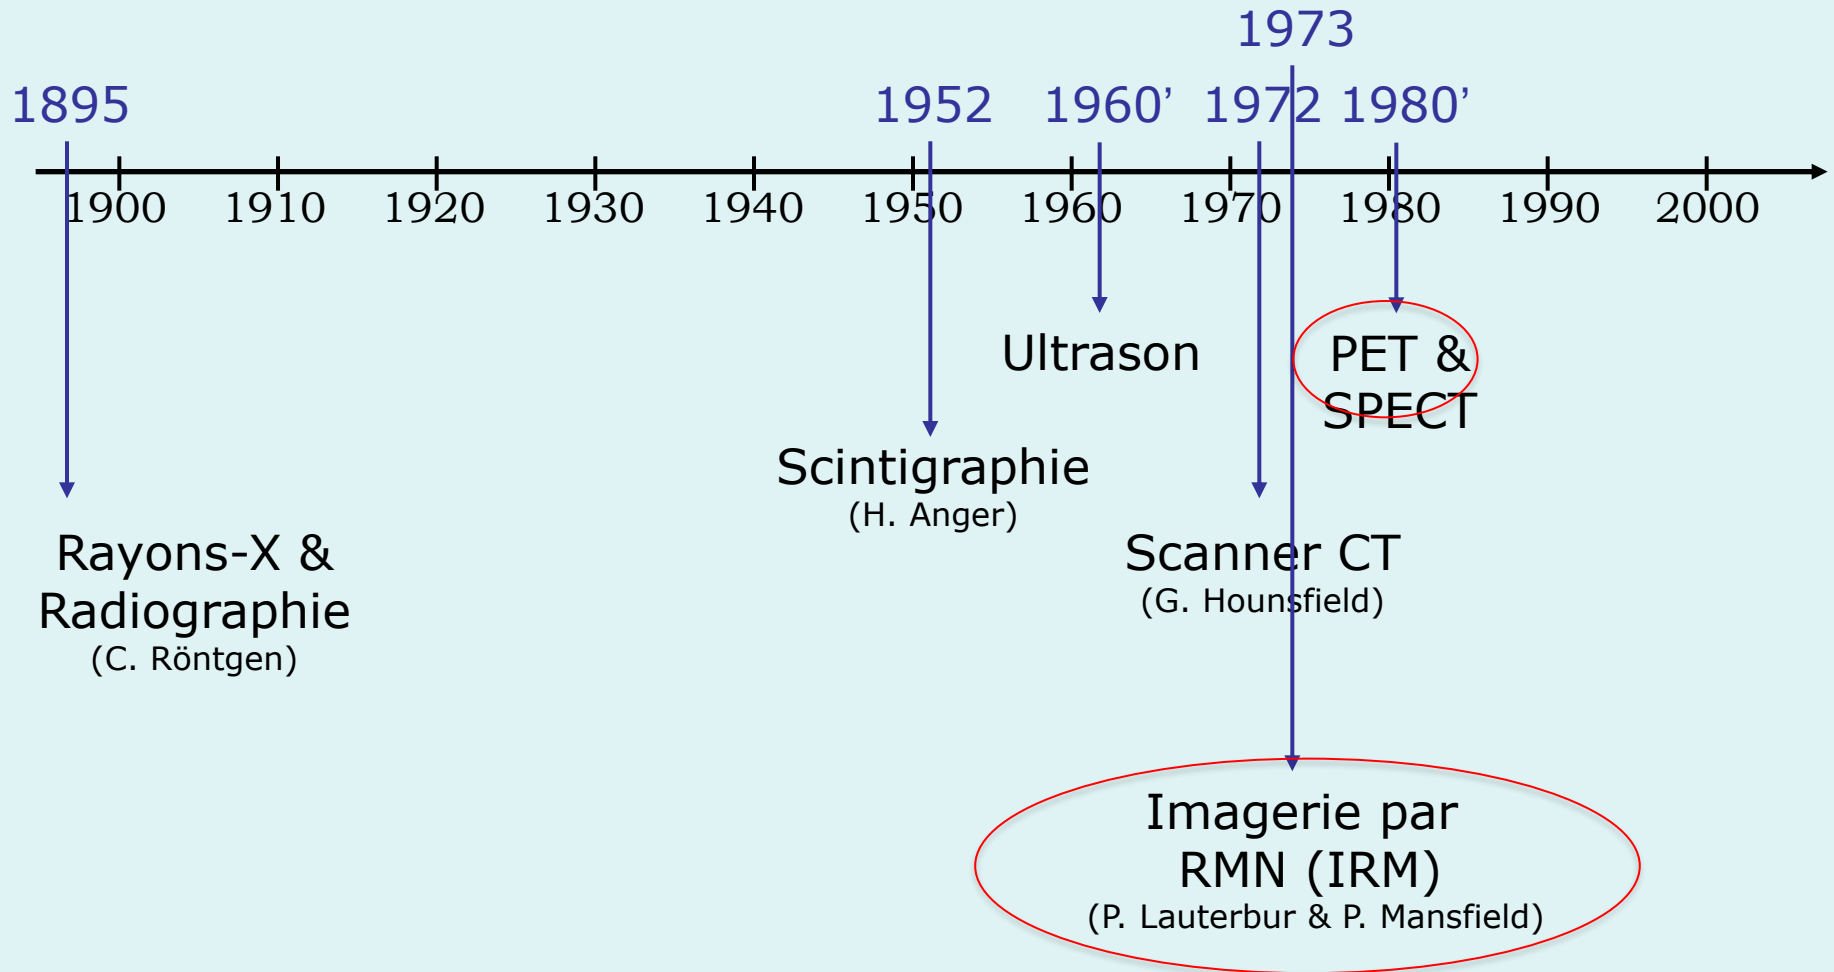 1973
1895
1952
1960’
1972
1980’
1900 1910 1920 1930 1940 1950 1960 1970 1980 1990 2000
Ultrason
PET &
SPECT
Scintigraphie
(H. Anger)
Rayons-X &
Radiographie
(C. Röntgen)
Scanner CT
(G. Hounsfield)
Imagerie par
RMN (IRM)
(P. Lauterbur & P. Mansfield)